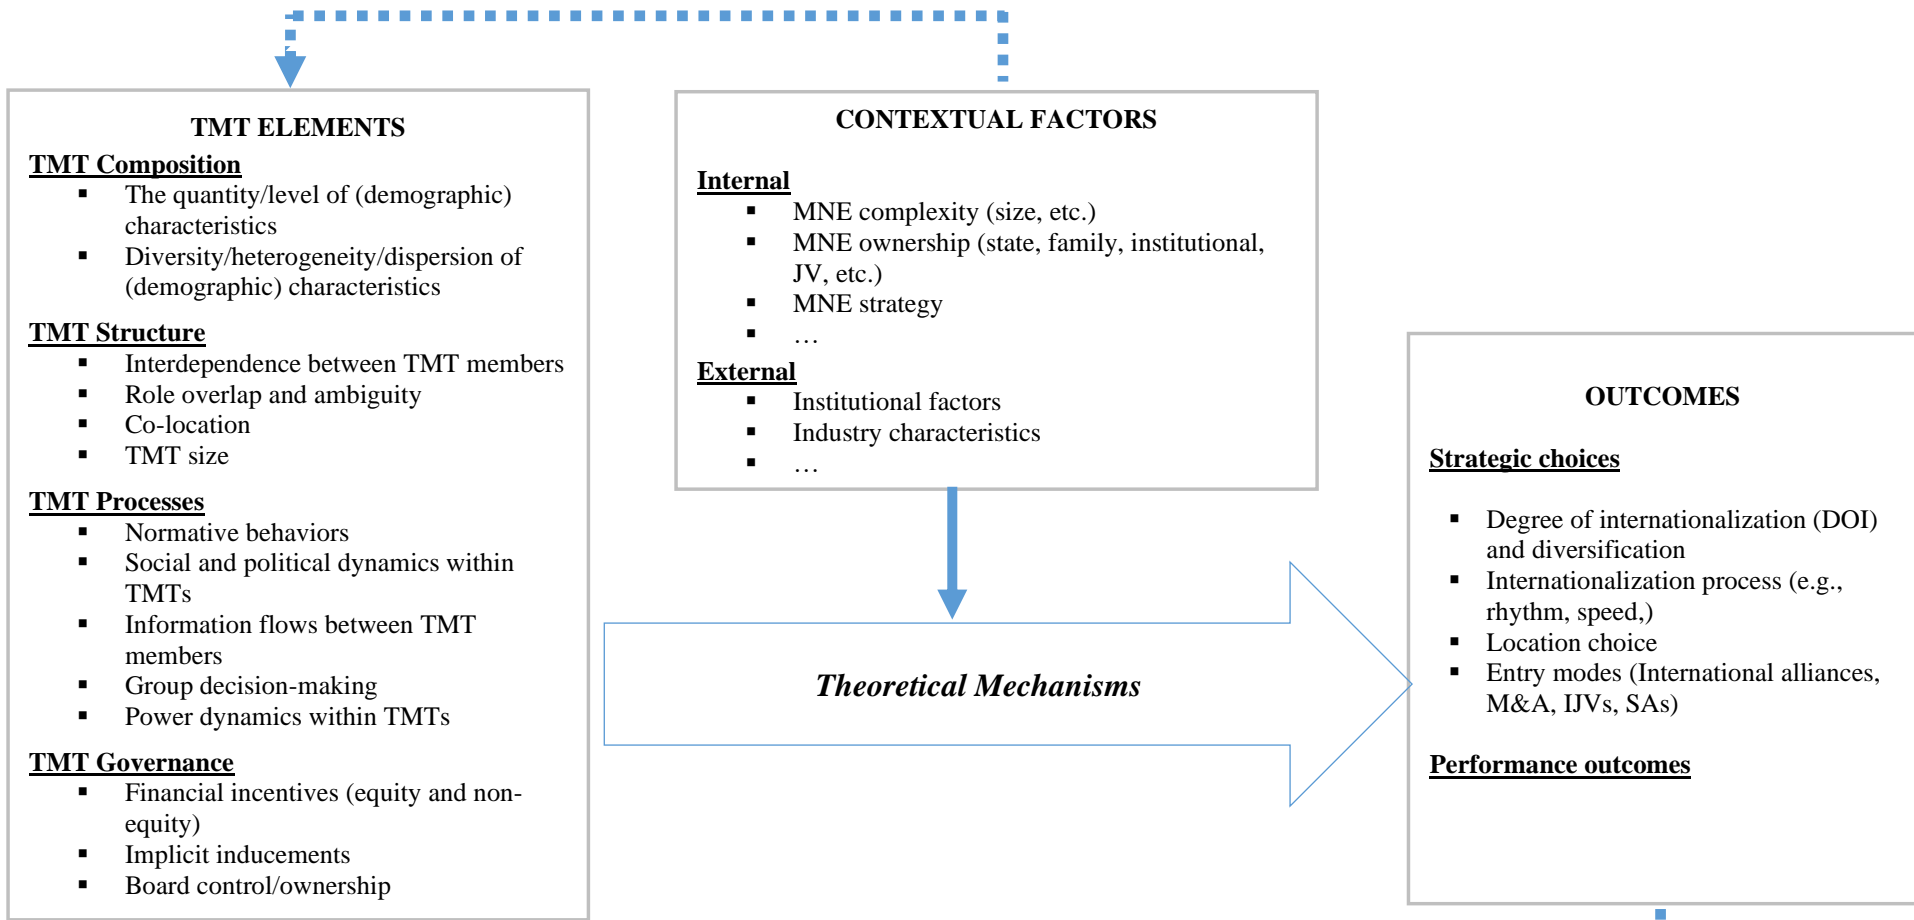 TMT ELEMENTS
TMT Composition
▪ The quantity/level of (demographic)
characteristics
▪ Diversity/heterogeneity/dispersion of
(demographic) characteristics
TMT Structure
▪ Interdependence between TMT members
▪ Role overlap and ambiguity
▪ Co-location
▪ TMT size
TMT Processes
▪ Normative behaviors
▪ Social and political dynamics within
TMTs
▪ Information flows between TMT
members
▪ Group decision-making
▪ Power dynamics within TMTs
TMT Governance
▪ Financial incentives (equity and non-
equity)
▪ Implicit inducements
▪ Board control/ownership
CONTEXTUAL FACTORS
Internal
▪ MNE complexity (size, etc.)
▪ MNE ownership (state, family, institutional,
JV, etc.)
▪ MNE strategy
▪ …
External
▪ Institutional factors
▪ Industry characteristics
▪ …
Theoretical Mechanisms
OUTCOMES
Strategic choices
▪ Degree of internationalization (DOI)
and diversification
▪ Internationalization process (e.g.,
rhythm, speed,)
▪ Location choice
▪ Entry modes (International alliances,
M&A, IJVs, SAs)
Performance outcomes